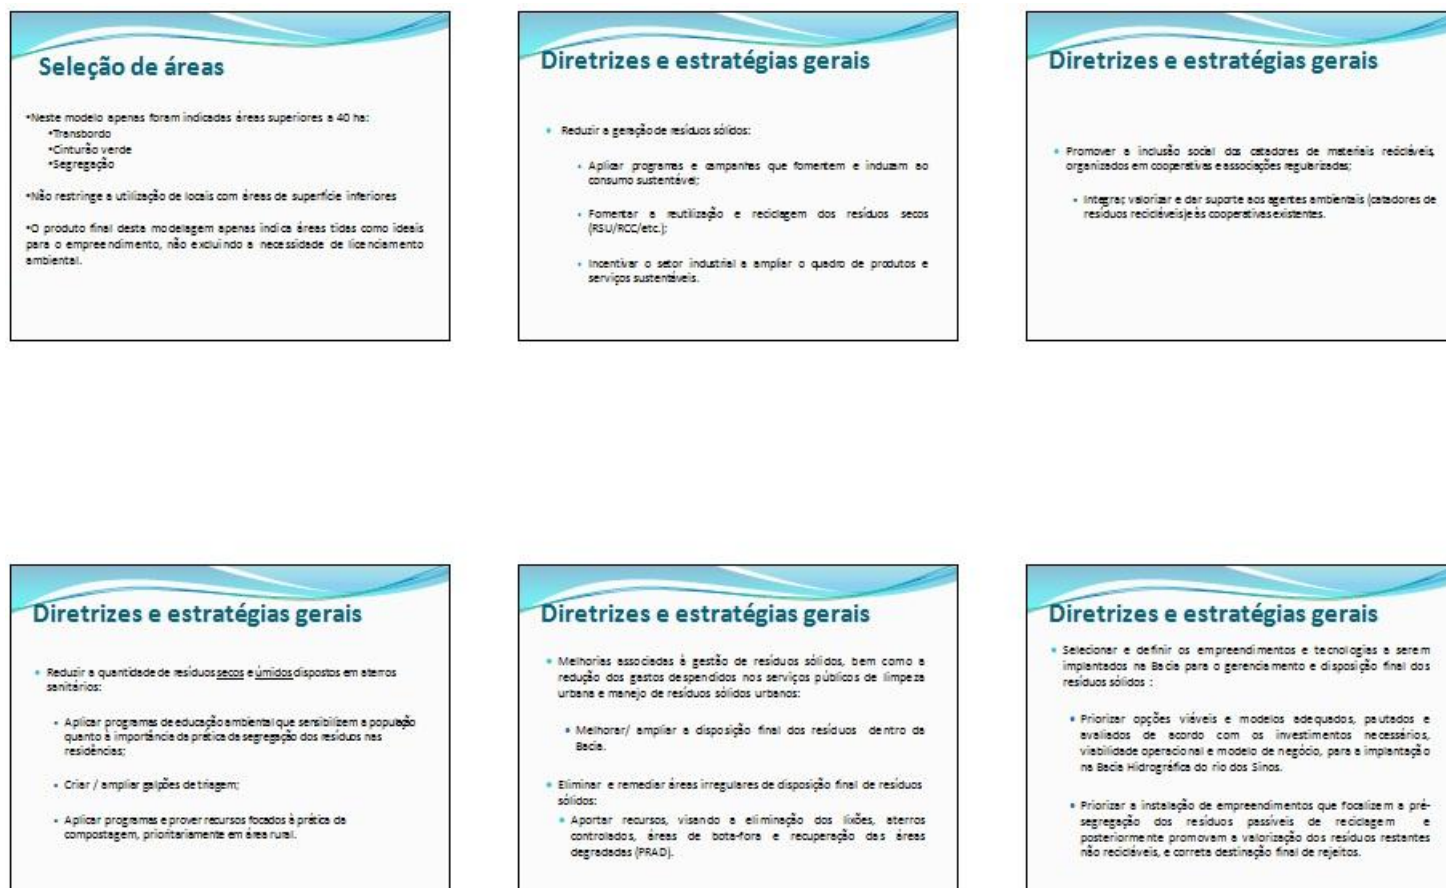 Seleção de áreas
•Neste modelo apenas foram indicadas áreas superiores a 40 ha:
•Transbordo
•Cinturão verde
•Segregação
•Não restringe a utilização de locais com áreas de superfície inferiores
•O produto final desta modelagem apenas indica áreas tidas como ideais
para o empreendimento, não excluindo a necessidade de licenciamento
ambiental.
Diretrizes e estratégias gerais
• Reduzir a geração de resíduos sólidos:
• Aplicar programas e campanhas que fomentem e induzam ao
consumo sustentável;
• Fomentar a reutilização e reciclagem dos resíduos secos
(RSU/RCC/etc.);
• Incentivar o setor industrial a ampliar o quadro de produtos e
serviços sustentáveis.
Diretrizes e estratégias gerais
• Promover a inclusão social dos catadores de materiais recicláveis,
organizados em cooperativas e associações regularizadas;
• Integrar, valorizar e dar suporte aos agentes ambientais (catadores de
resíduos recicláveis)e às cooperativas existentes.
Diretrizes e estratégias gerais
• Reduzir a quantidade de resíduos secos e úmidos dispostos em aterros
sanitários:
• Aplicar programas de educação ambiental que sensibilizem a população
quanto à importância da prática da segregação dos resíduos nas
residências;
• Criar / ampliar galpões de triagem;
• Aplicar programas e prover recursos focados à prática da
compostagem, prioritariamente em área rural.
Diretrizes e estratégias gerais
• Melhorias associadas à gestão de resíduos sólidos, bem como a
redução dos gastos despendidos nos serviços públicos de limpeza
urbana e manejo de resíduos sólidos urbanos:
• Melhorar/ ampliar a disposição final dos resíduos dentro da
Bacia.
• Eliminar e remediar áreas irregulares de disposição final de resíduos
sólidos:
• Aportar recursos, visando a eliminação dos lixões, aterros
controlados, áreas de bota-fora e recuperação das áreas
degradadas (PRAD).
Diretrizes e estratégias gerais
• Selecionar e definir os empreendimentos e tecnologias a serem
implantados na Bacia para o gerenciamento e disposição final dos
resíduos sólidos :
• Priorizar opções viáveis e modelos adequados, pautados e
avaliados de acordo com os investimentos necessários,
viabilidade operacional e modelo de negócio, para a implantação
na Bacia Hidrográfica do rio dos Sinos.
• Priorizar a instalação de empreendimentos que focalizem a pré-
segregação dos resíduos passíveis de reciclagem e
posteriormente promovam a valorização dos resíduos restantes
não recicláveis, e correta destinação final de rejeitos.